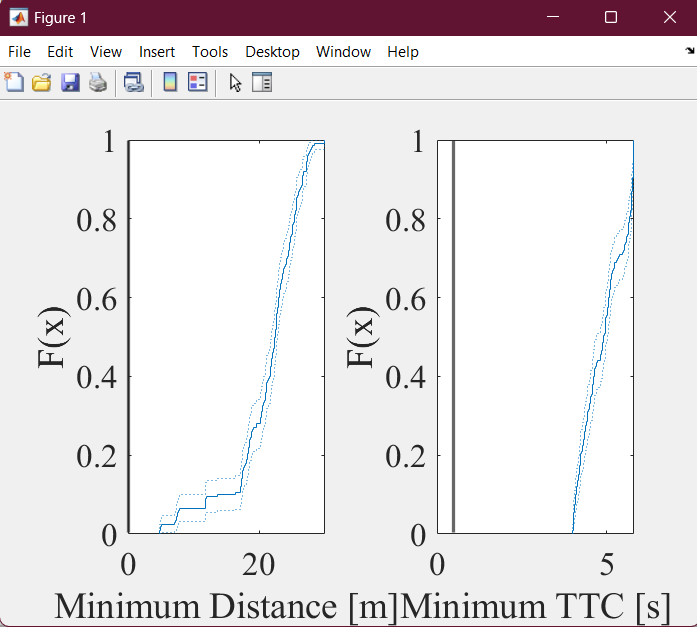 Figure 1
File Edit View Insert Tools Desktop Window Help
1
0.8
0.6
0.4
0.2
0
F(x)
0 20
Minimum Distance [m]
1
0.8
0.6
0.4
0.2
0
F(x)
0 5
Minimum TTC [s]